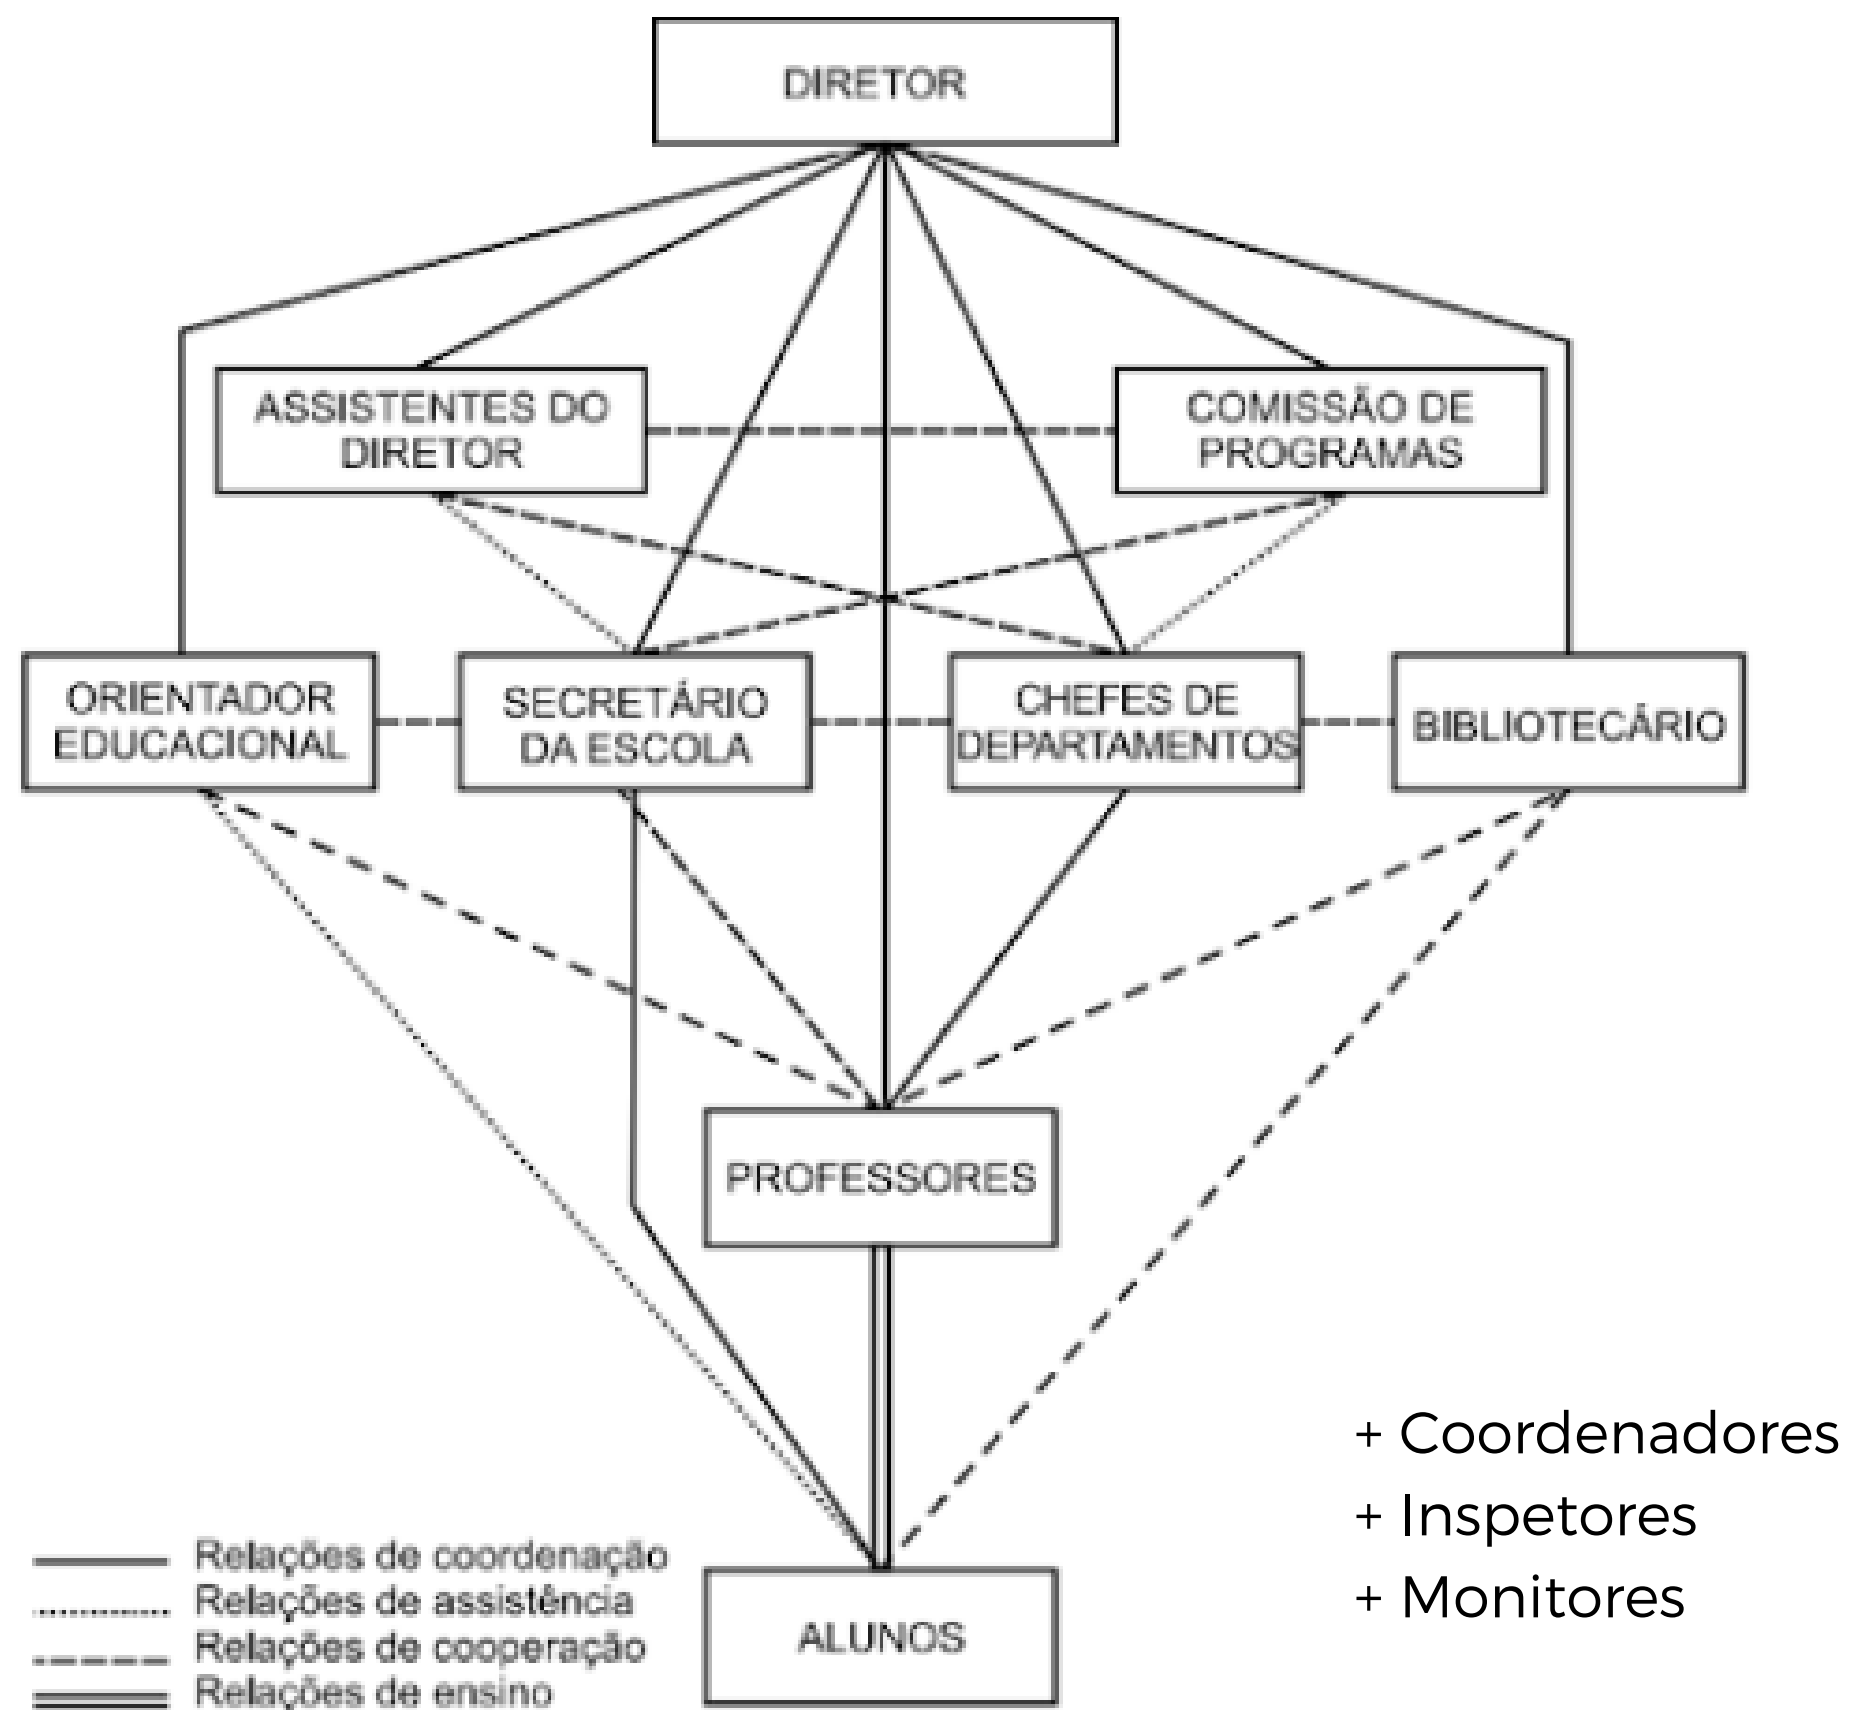 DIRETOR
ASSISTENTES DO
DIRETOR
COMISSÃO DE
PROGRAMAS
ORIENTADOR
EDUCACIONAL
SECRETÁRIO
DA ESCOLA
CHEFES DE
DEPARTAMENTOS
BIBLIOTECÁRIO
PROFESSORES
ALUNOS
+ Coordenadores
+ Inspetores
+ Monitores
Relações de coordenação
Relações de assistência
Relações de cooperação
Relações de ensino